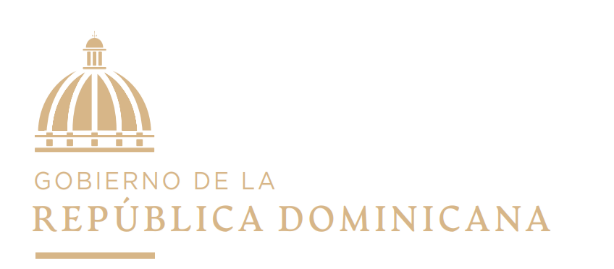 GOBIERNO DE LA
REPÚBLICA DOMINICANA